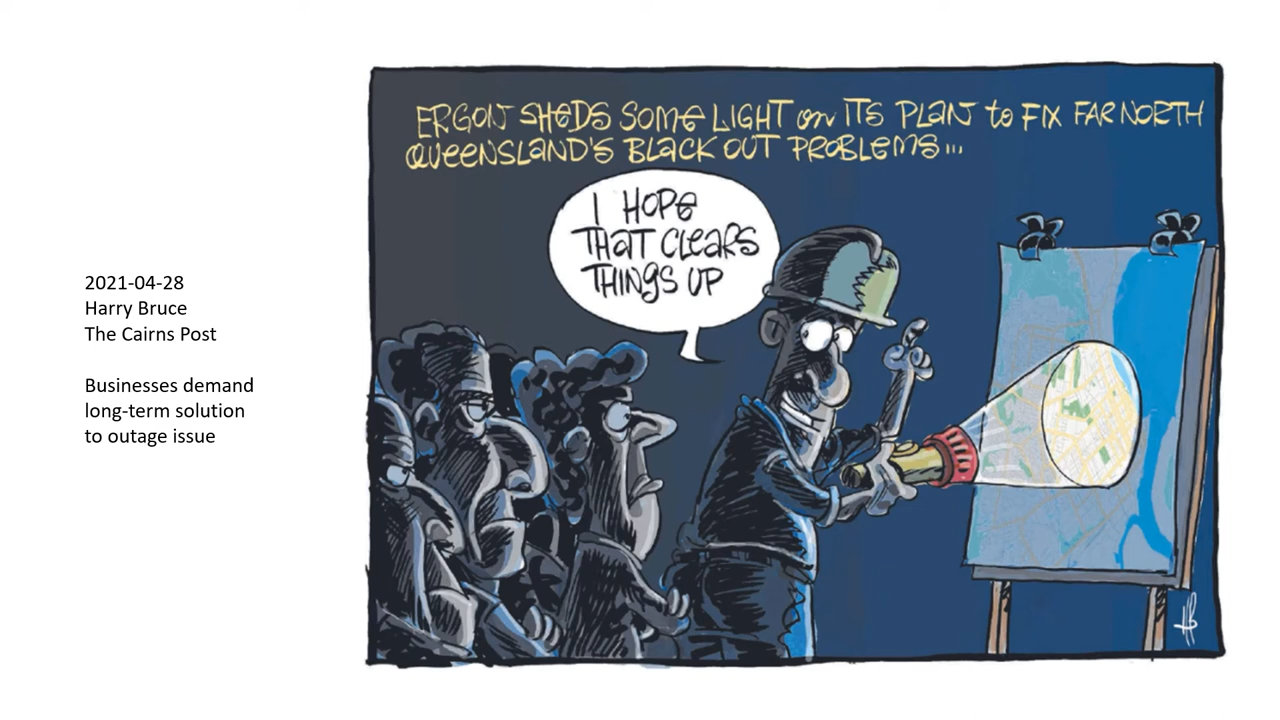 2021-04-28
Harry Bruce
The Cairns Post
Businesses demand
long-term solution
to outage issue
ERGON SHEDS SOME LIGHT on ITS PLAN to FIX FAR NORTH
QUEENSLAND'S BLACK OUT PROBLEMS...
I HOPE
THAT CLEARS
THINGS UP
HB